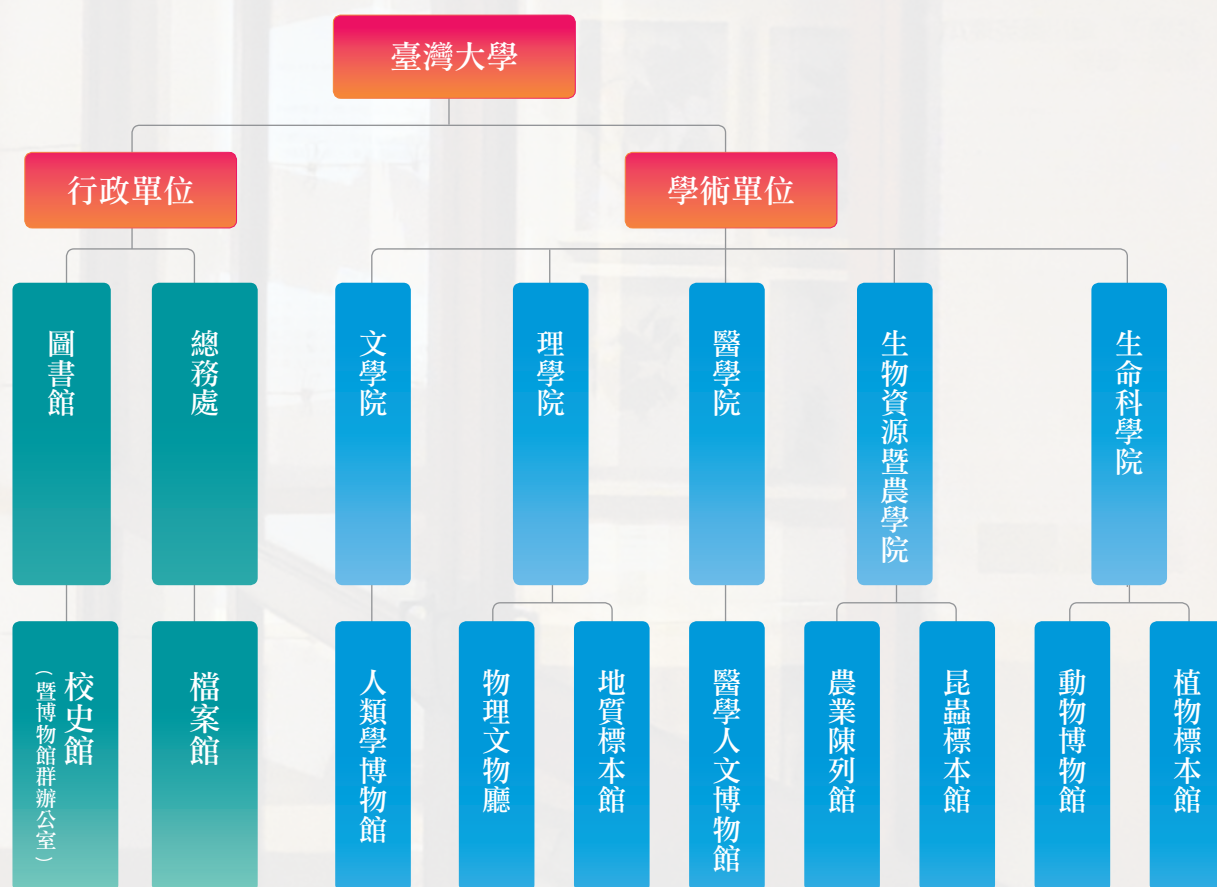 臺灣大學
行政單位
學術單位
圖書館
總務處
文學院
理學院
醫學院
生物資源暨農學院
生命科學院
校史館
(暨博物館群辦公室)
檔案館
人類學博物館
物理文物廳
地質標本館
醫學人文博物館
農業陳列館
昆蟲標本館
動物博物館
植物標本館